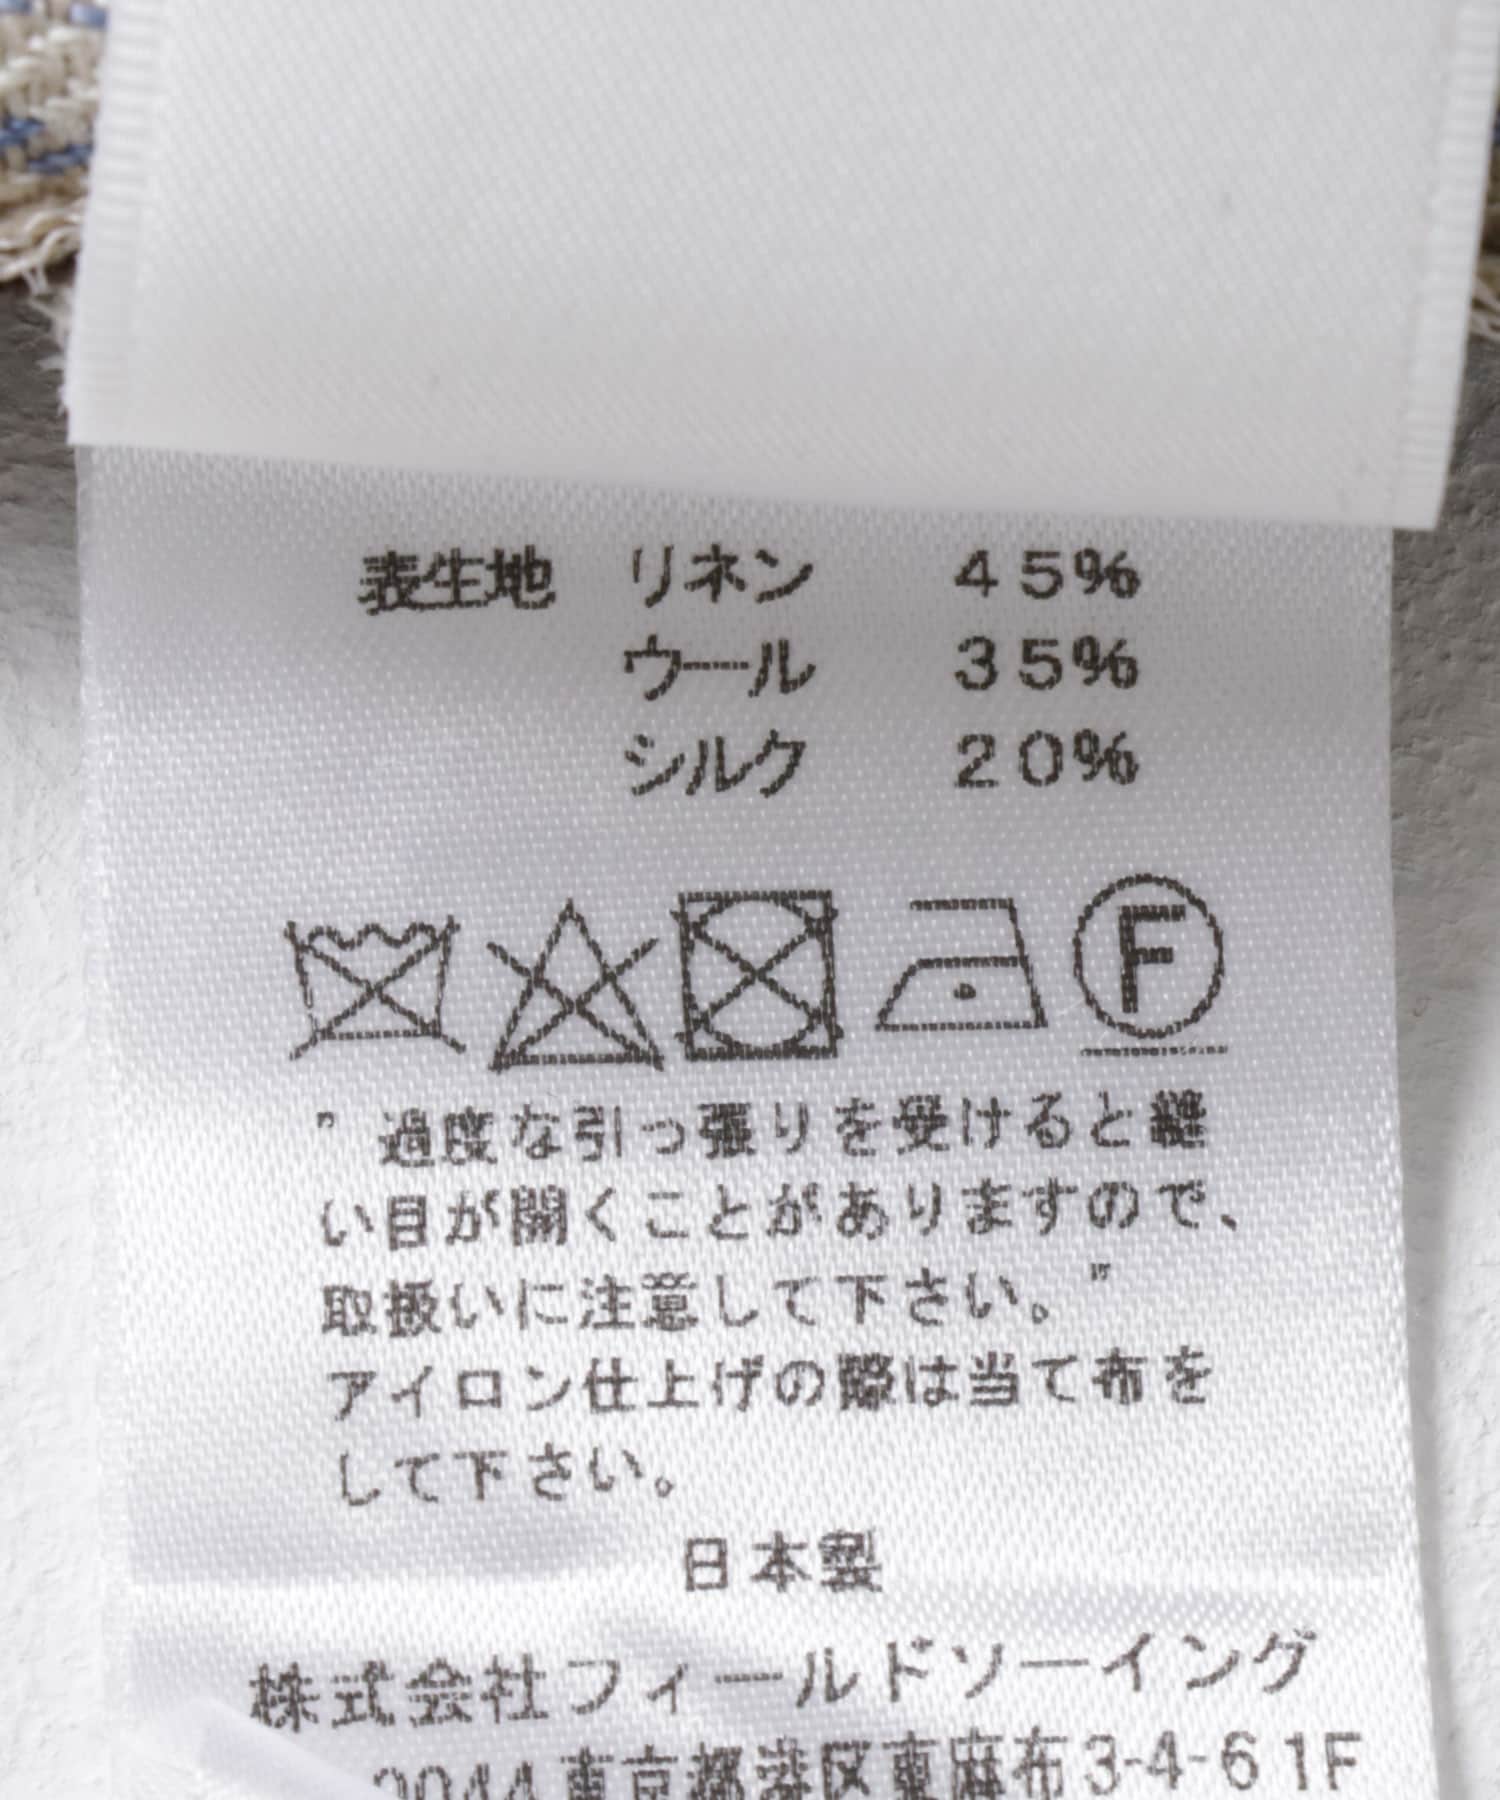 表生地 リネン 45%
ウール 35%
シルク 20%
F
"過度な引っ張りを受けると縫
い目が開くことがありますので、
取扱いに注意して下さい。"
アイロン仕上げの際は当て布を
して下さい。
日本製
株式会社フィールドソーイング
0044 東京都港区東麻布3-4-6 1F